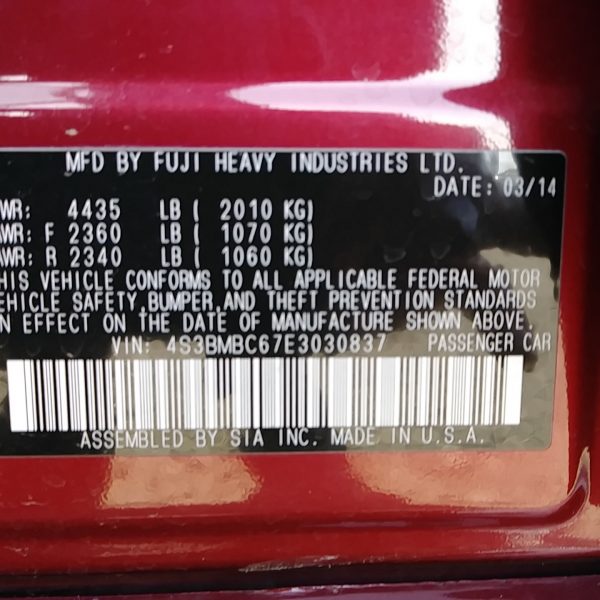 MFD BY FUJI HEAVY INDUSTRIES LTD.
DATE: 03/14
WR: 4435 LB ( 2010 KG)
AWR: F 2360 LB ( 1070 KG)
AWR: R 2340 LB ( 1060 KG)
HIS VEHICLE CONFORMS TO ALL APPLICABLE FEDERAL MOTOR
EHICLE SAFETY,BUMPER,AND THEFT PREVENTION STANDARDS
N EFFECT ON THE DATE OF MANUFACTURE SHOWN ABOVE.
VIN: 4S3BMBC67E3030837 PASSENGER CAR
ASSEMBLED BY SIA INC. MADE IN U.S.A.